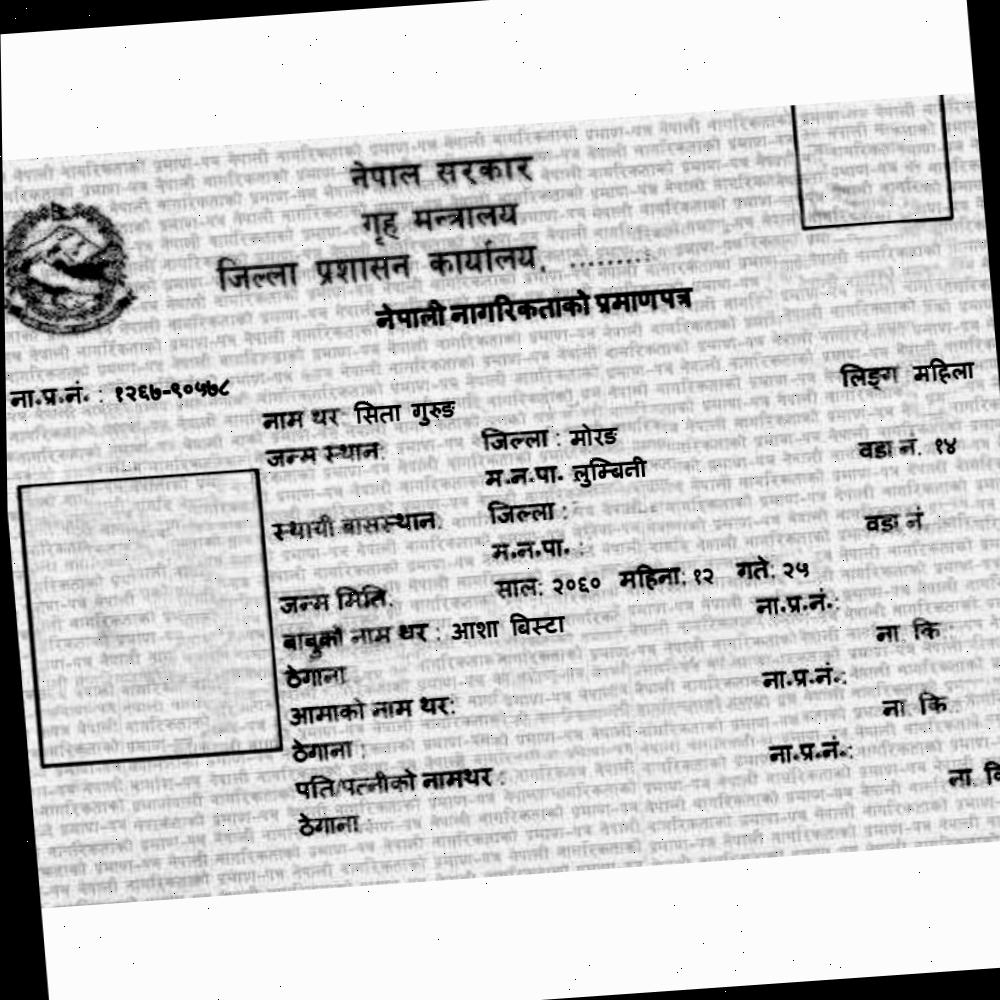 नेपाल सरकार
गृह मन्त्रालय
जिल्ला प्रशासन कार्यालय, .........
नेपाली नागरिकताको प्रमाणपत्र
ना.प्र.नं. : १२६७-९०५७८
लिङ्ग महिला
नाम थर सिता गुरुङ
जन्म स्थान: जिल्ला : मोरङ
म.न.पा. लुम्बिनी वडा नं. १४
स्थायी बासस्थान: जिल्ला :
म.न.पा. : वडा नं
जन्म मिति: साल: २०६० महिना: १२ गते: २५
बाबुको नाम थर : आशा बिस्टा ना.प्र.नं.:
ठेगाना ना. कि.
आमाको नाम थर: ना.प्र.नं.:
ठेगाना : ना. कि.
पति/पत्नीको नामथर : ना.प्र.नं.:
ठेगाना : ना. कि